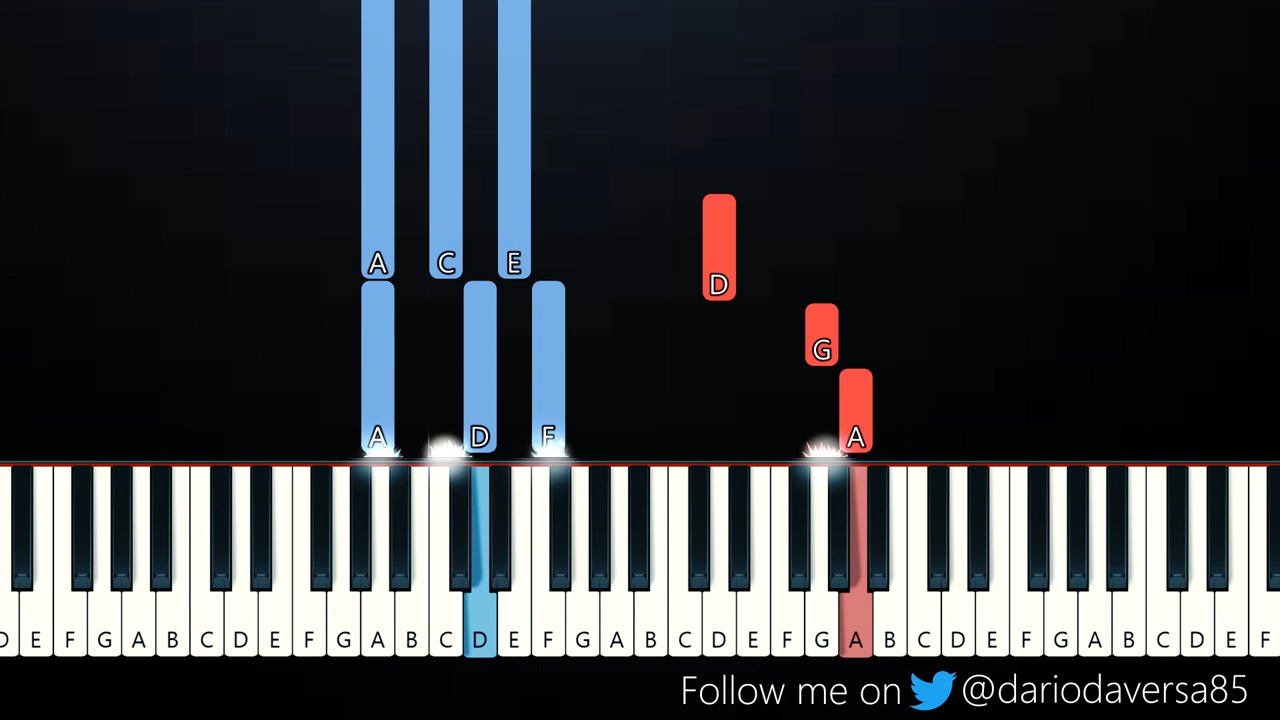 A C E
D
G
A D F A
D E F G A B C D E F G A B C D E F G A B C D E F G A B C D E F G A B C D E F
Follow me on @dariodaversa85